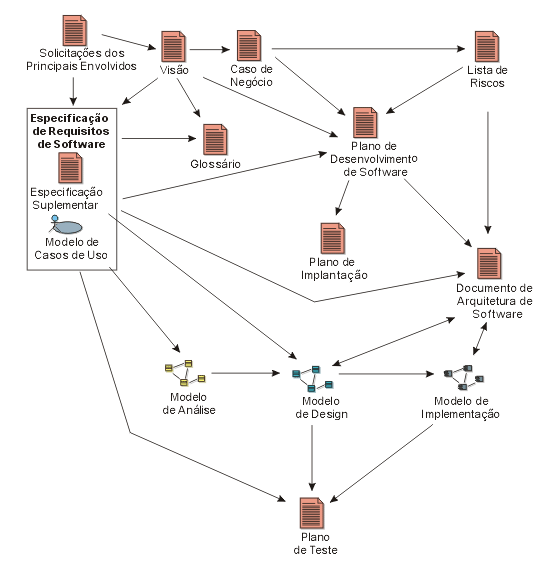 Solicitações dos
Principais Envolvidos
Visão
Caso de
Negócio
Lista de
Riscos
Especificação
de Requisitos
de Software
Glossário
Plano de
Desenvolvimento
de Software
Especificação
Suplementar
Modelo de
Casos de Uso
Plano de
Implantação
Documento de
Arquitetura de
Software
Modelo
de Análise
Modelo
de Design
Modelo de
Implementação
Plano
de Teste